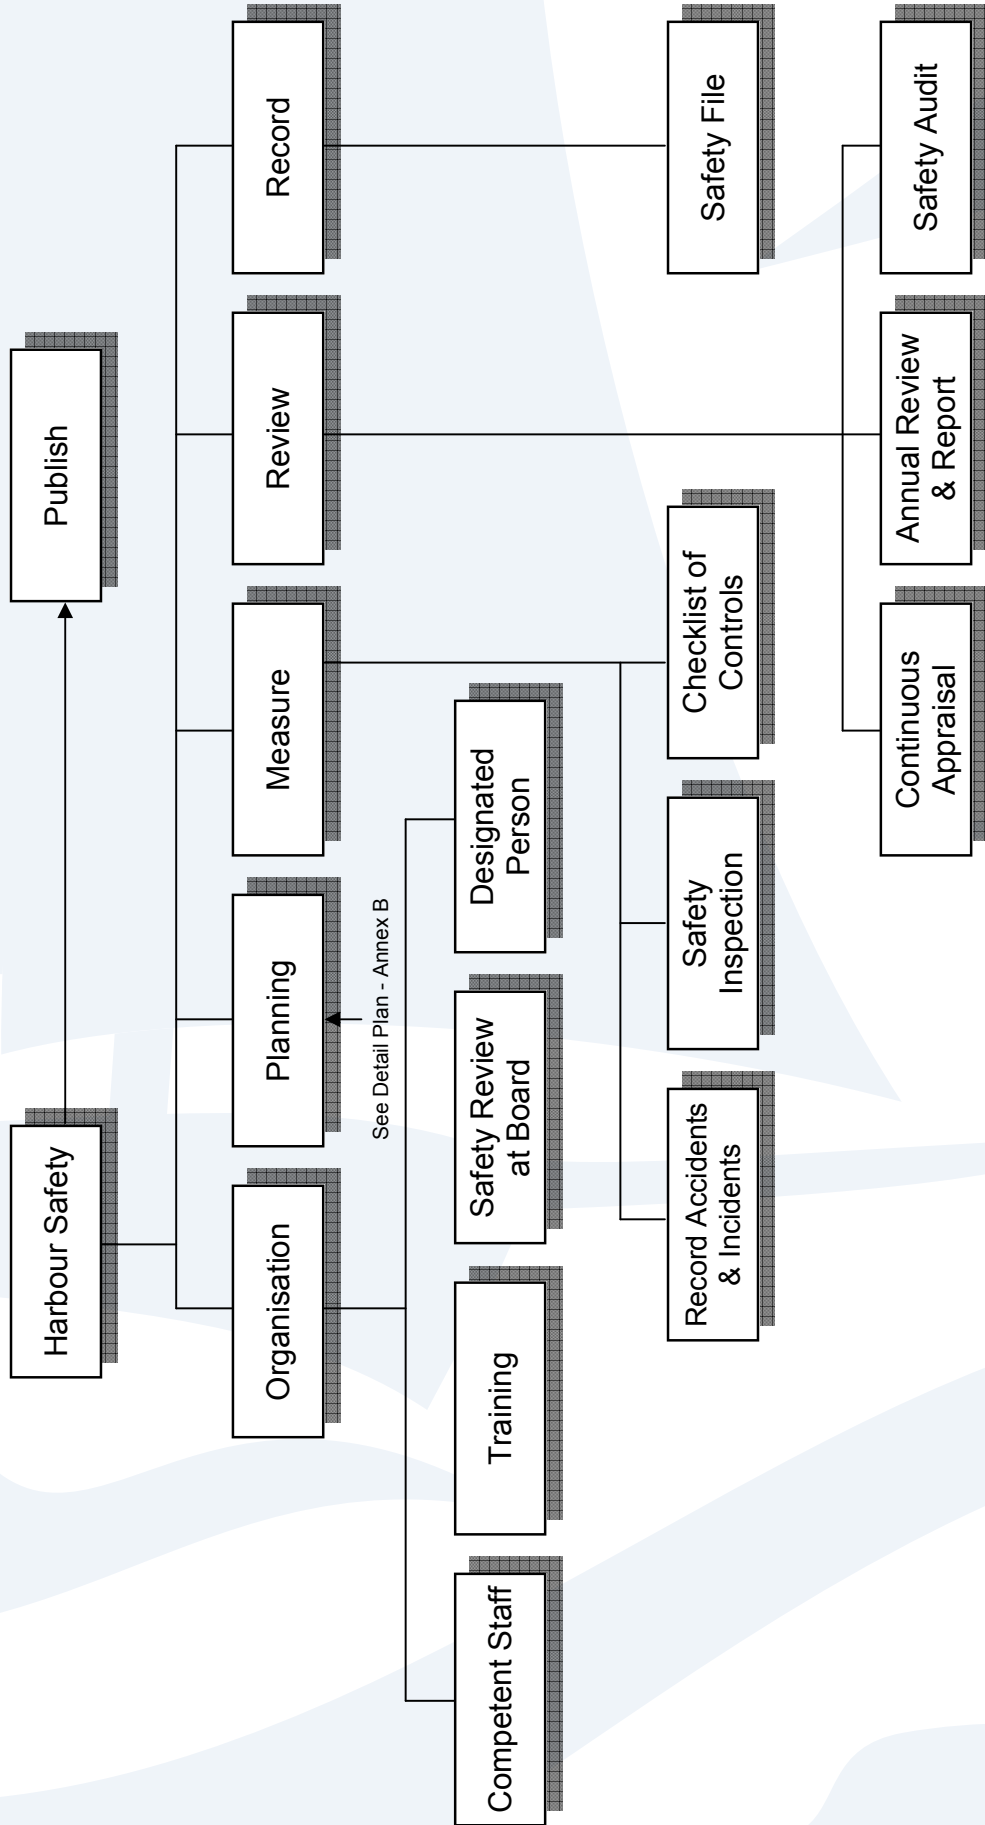 Harbour Safety
Publish
Organisation
Planning
Measure
Review
Record
See Detail Plan - Annex B
Competent Staff
Training
Safety Review
at Board
Designated
Person
Record Accidents
& Incidents
Safety
Inspection
Checklist of
Controls
Safety File
Continuous
Appraisal
Annual Review
& Report
Safety Audit